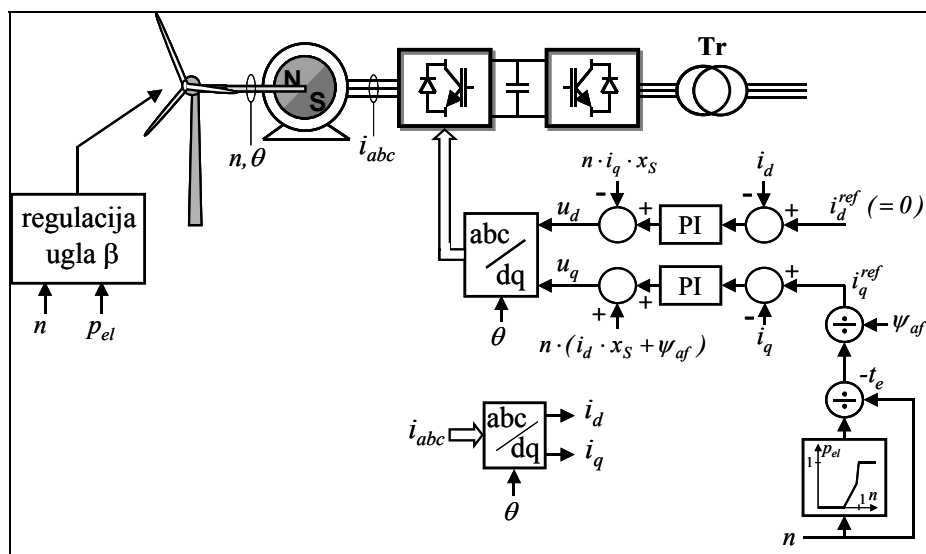 Tr
N
S
n, θ
i_abc
n · i_q · x_S
i_d
-
-
regulacija
ugla β
u_d
+
PI
+
i_d^ref (= 0)
abc
dq
u_q
+
PI
+
i_q^ref
n
p_el
θ
+
-
i_q
÷
ψ_af
n · ( i_d · x_S + ψ_af )
-t_e
÷
i_abc
abc
dq
i_d
i_q
p_el
1
1
n
θ
n